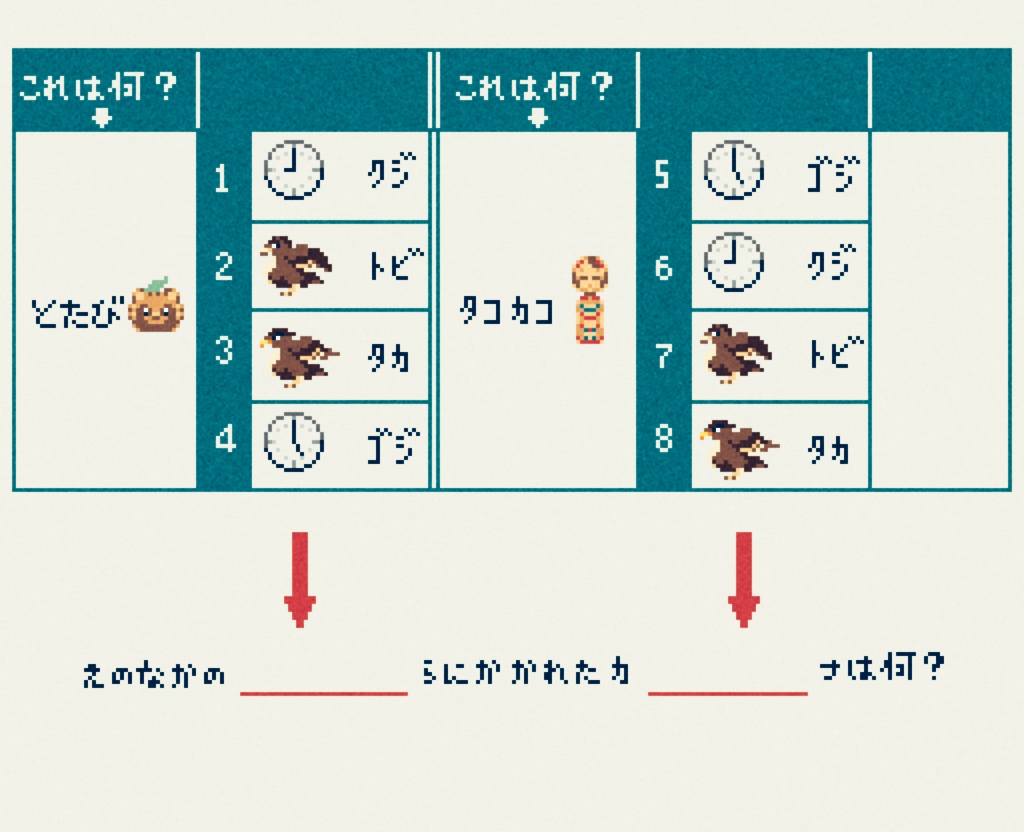 これは何? これは何?
1 クジ 5 ゴジ
2 トビ 6 クジ
とたび タコカコ
3 タカ 7 トビ
4 ゴジ 8 タカ
えのなかの らにかかれたカ ナは何?